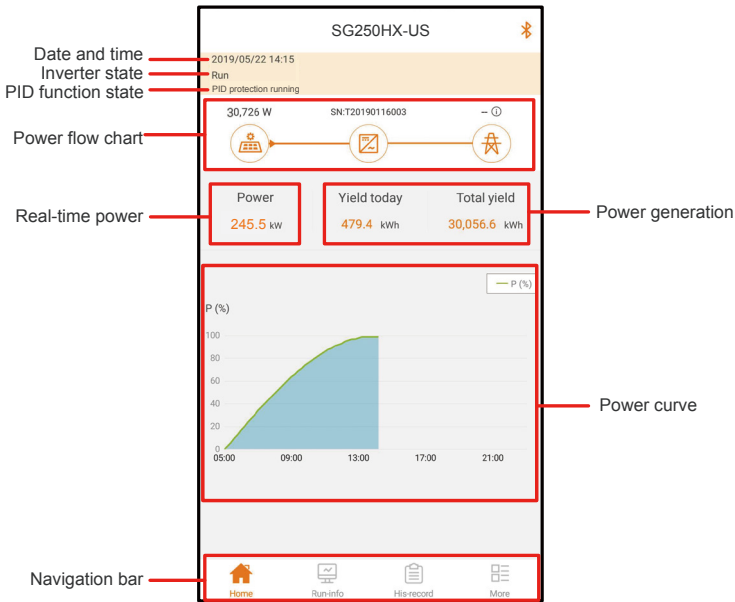 SG250HX-US
Date and time
2019/05/22 14:15
Inverter state
Run
PID function state
PID protection running
Power flow chart
30,726 W
SN:T20190116003
--
Real-time power
Power
245.5 kW
Yield today
479.4 kWh
Total yield
30,056.6 kWh
Power generation
P (%)
P (%)
100
80
60
40
20
0
05:00 09:00 13:00 17:00 21:00
Power curve
Navigation bar
Home Run-info His-record More